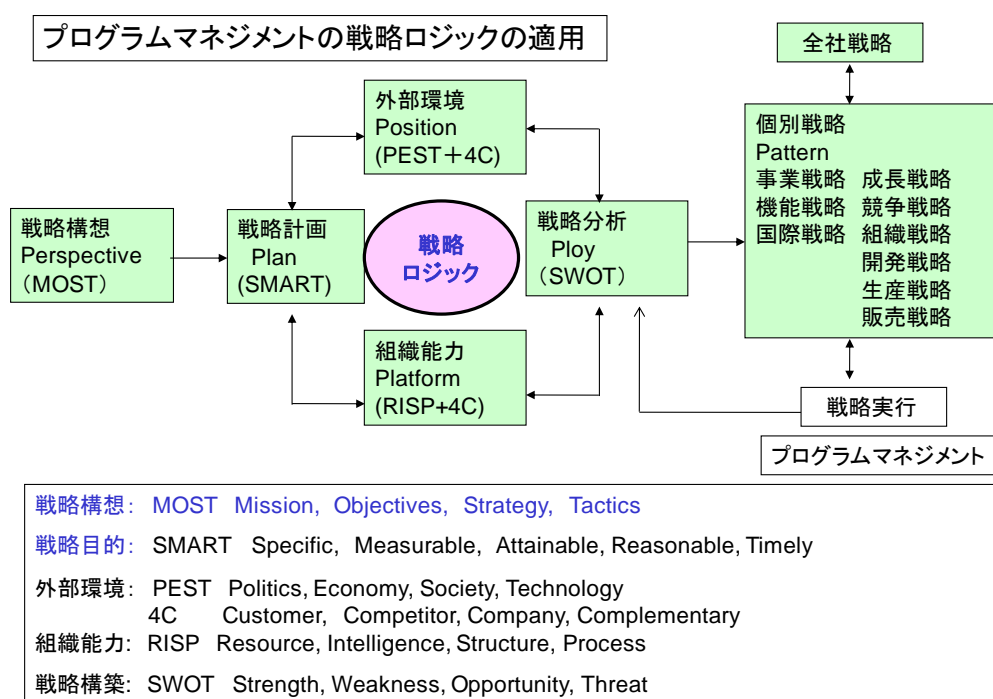 プログラムマネジメントの戦略ロジックの適用
全社戦略
外部環境
Position
(PEST+4C)
個別戦略
Pattern
事業戦略 成長戦略
機能戦略 競争戦略
国際戦略 組織戦略
開発戦略
生産戦略
販売戦略
戦略構想
Perspective
(MOST)
戦略計画
Plan
(SMART)
戦略
ロジック
戦略分析
Ploy
(SWOT)
組織能力
Platform
(RISP+4C)
戦略実行
プログラムマネジメント
戦略構想: MOST Mission, Objectives, Strategy, Tactics
戦略目的: SMART Specific, Measurable, Attainable, Reasonable, Timely
外部環境: PEST Politics, Economy, Society, Technology
4C Customer, Competitor, Company, Complementary
組織能力: RISP Resource, Intelligence, Structure, Process
戦略構築: SWOT Strength, Weakness, Opportunity, Threat